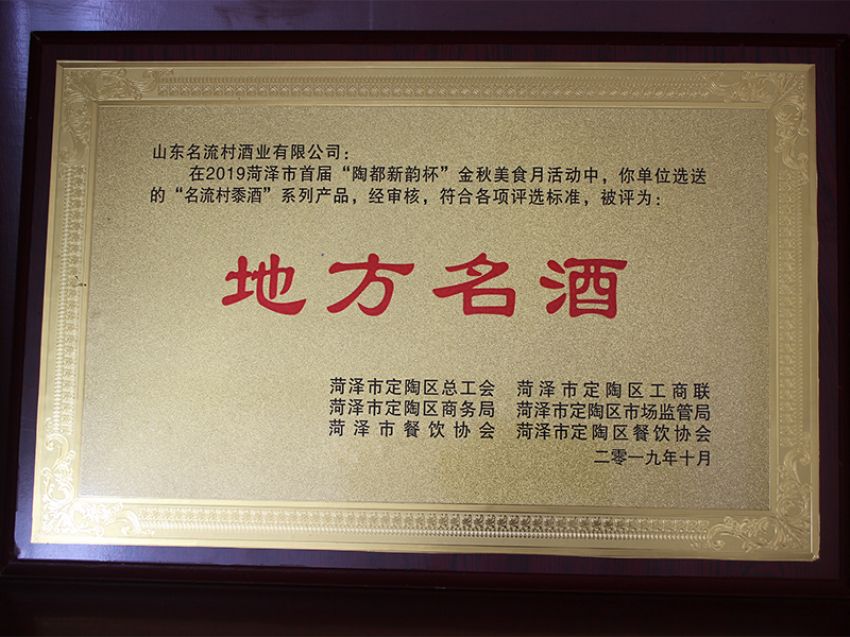 山东名流村酒业有限公司：
在2019菏泽市首届“陶都新韵杯”金秋美食月活动中，你单位选送
的“名流村黍酒”系列产品，经审核，符合各项评选标准，被评为：
地方名酒
菏泽市定陶区总工会 菏泽市定陶区工商联
菏泽市定陶区商务局 菏泽市定陶区市场监管局
菏泽市餐饮协会 菏泽市定陶区餐饮协会
二零一九年十月